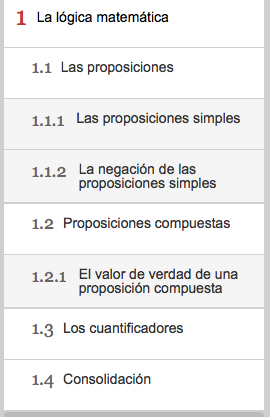 1 La lógica matemática
1.1 Las proposiciones
1.1.1 Las proposiciones simples
1.1.2 La negación de las
proposiciones simples
1.2 Proposiciones compuestas
1.2.1 El valor de verdad de una
proposición compuesta
1.3 Los cuantificadores
1.4 Consolidación